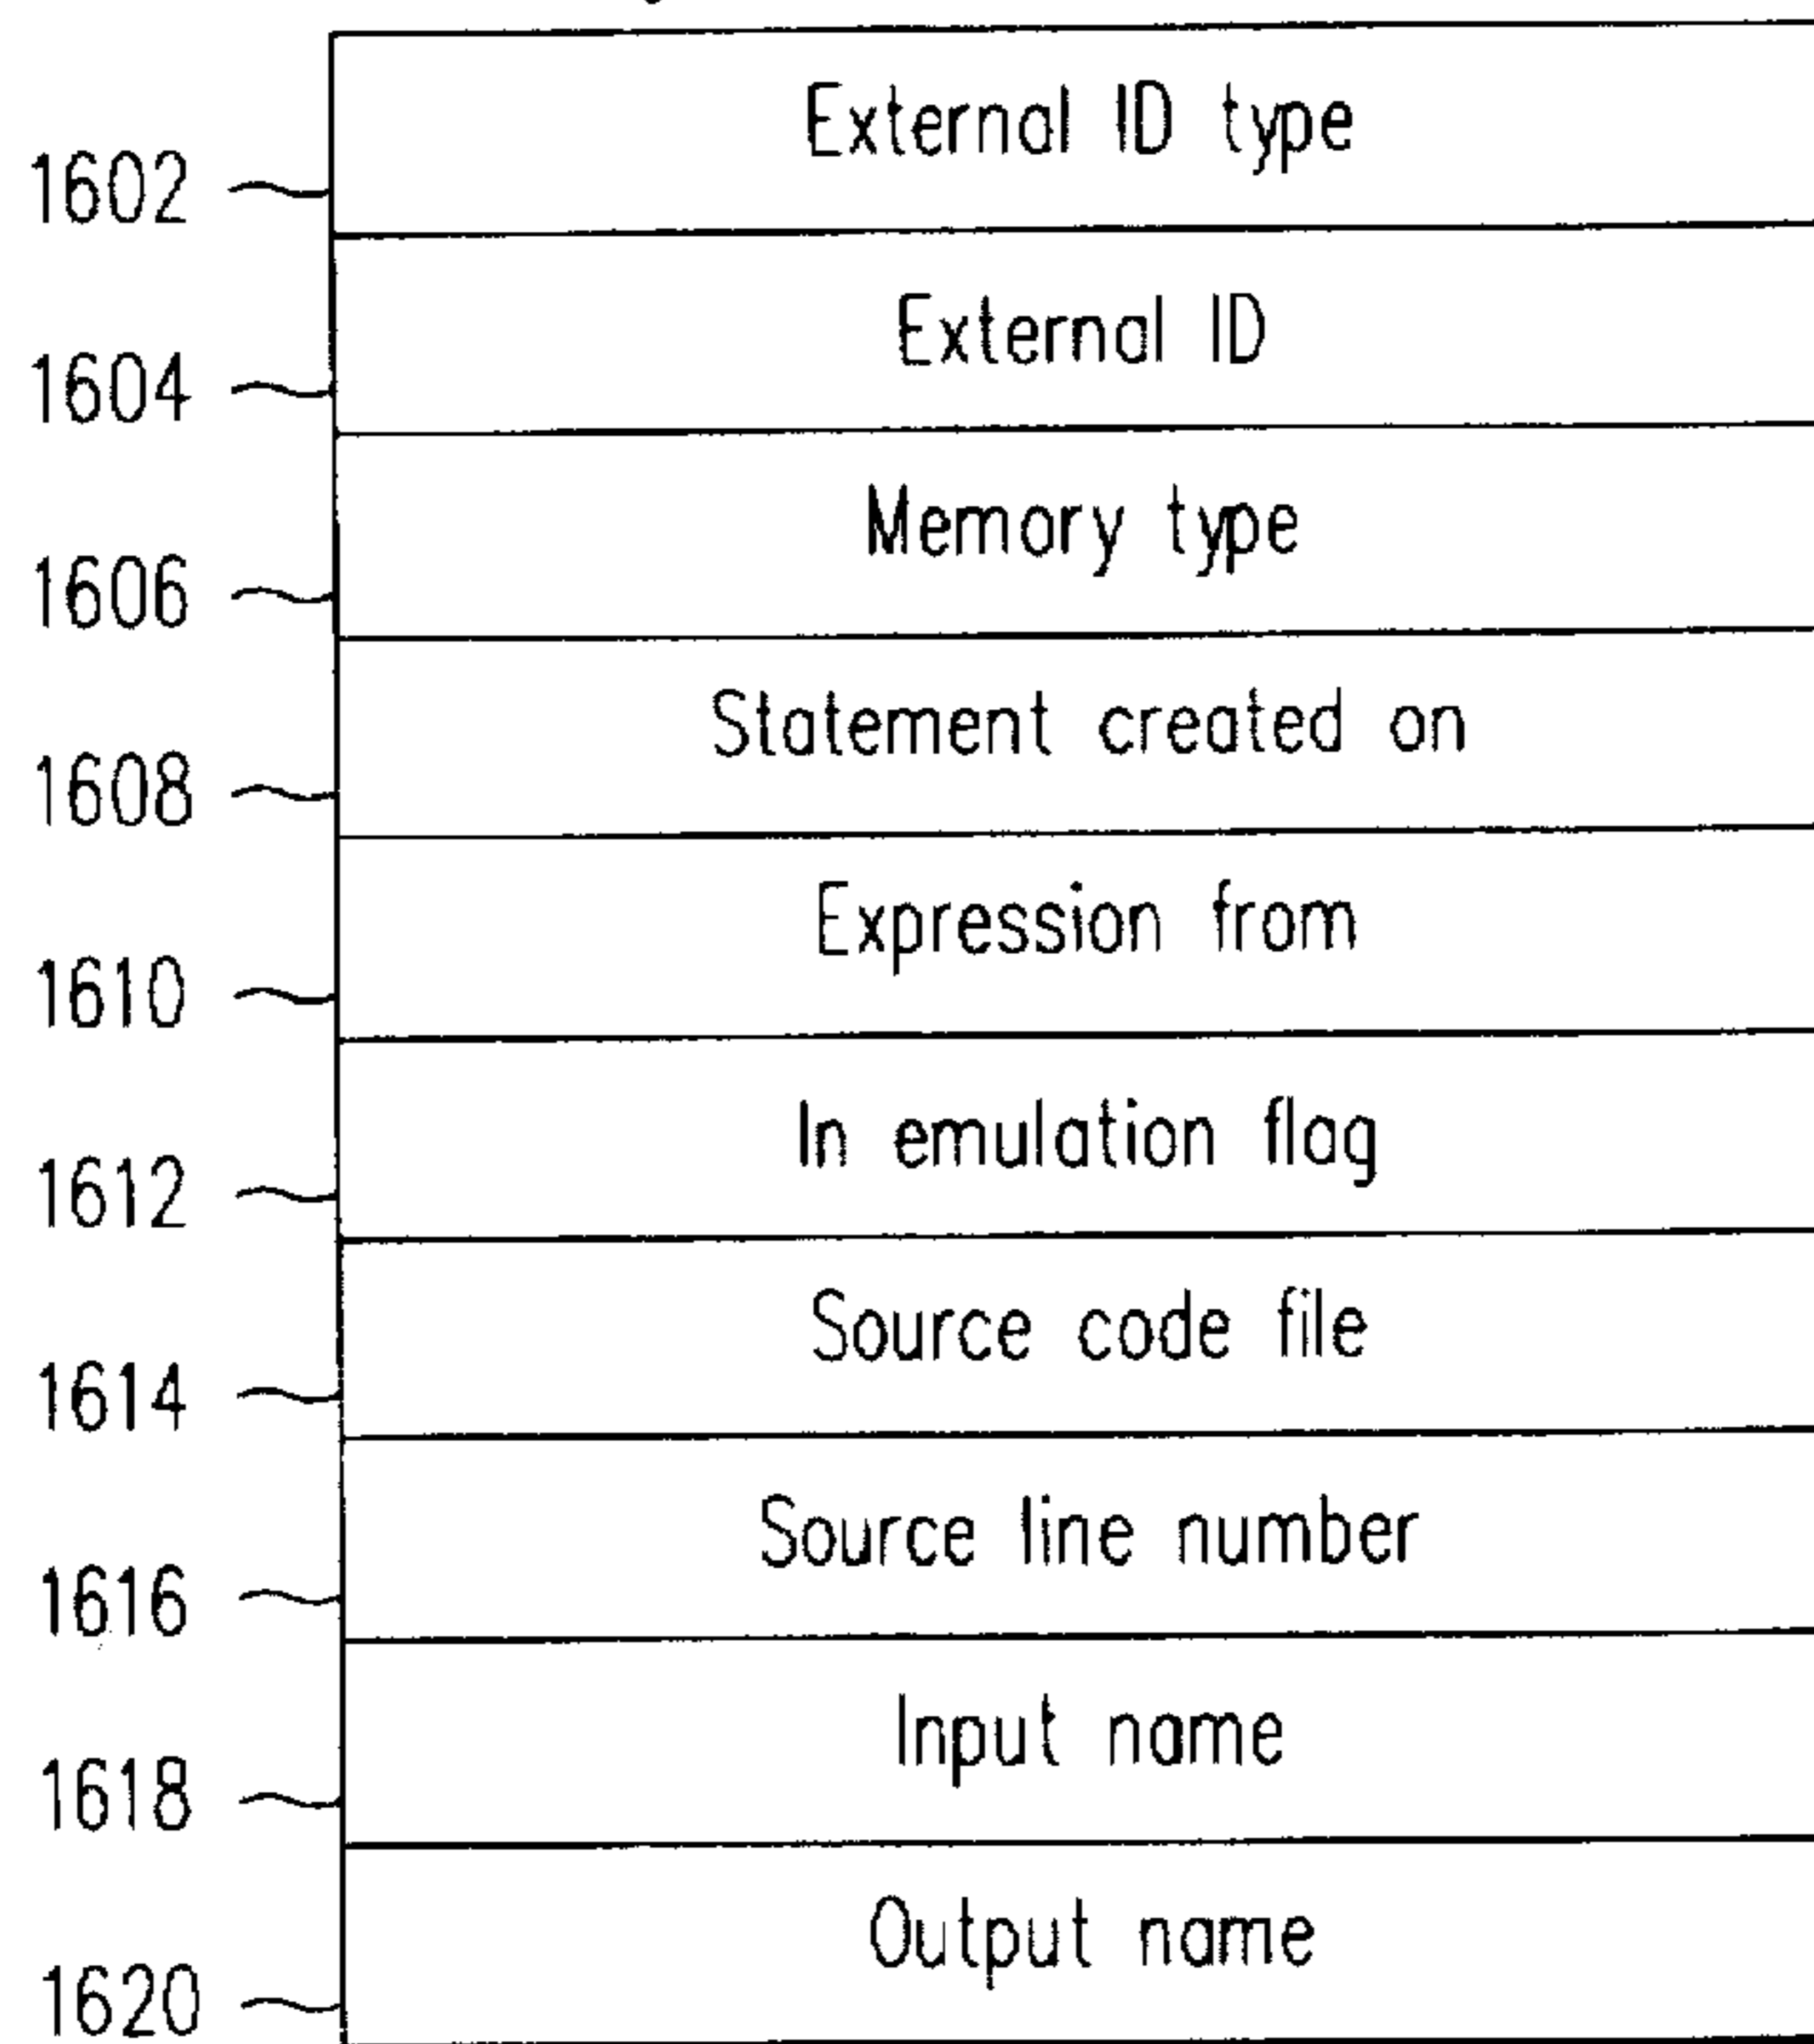 External ID type
1602
External ID
1604
Memory type
1606
Statement created on
1608
Expression from
1610
In emulation flag
1612
Source code file
1614
Source line number
1616
Input name
1618
Output name
1620